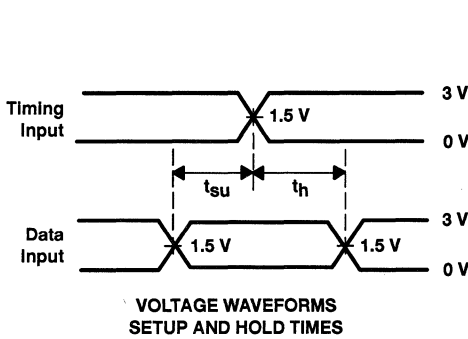 3 V
Timing
Input
1.5 V
0 V
tsu
th
3 V
Data
Input
1.5 V
1.5 V
0 V
VOLTAGE WAVEFORMS
SETUP AND HOLD TIMES